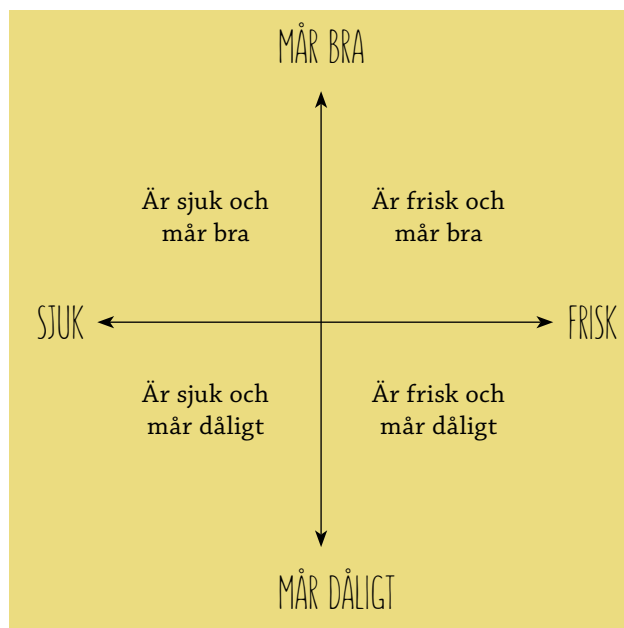 MÅR BRA
Är sjuk och
mår bra
Är frisk och
mår bra
SJUK
FRISK
Är sjuk och
mår dåligt
Är frisk och
mår dåligt
MÅR DÅLIGT